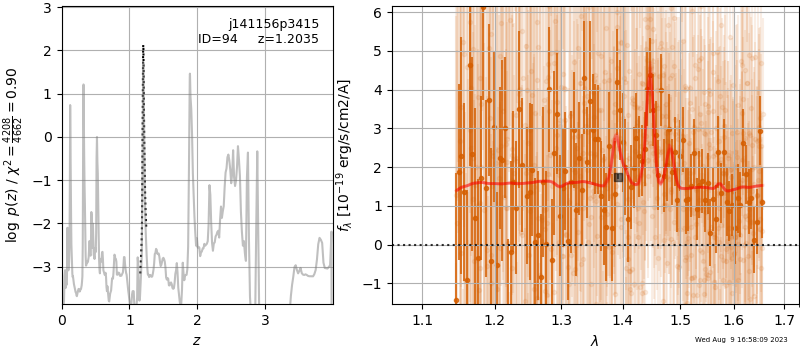 j141156p3415
ID=94 z=1.2035
log p(z) / χ² = 4208/4662 = 0.90
3
2
1
0
−1
−2
−3
0 1 2 3
z
fλ [10⁻¹⁹ erg/s/cm2/A]
6
5
4
3
2
1
0
−1
1.1 1.2 1.3 1.4 1.5 1.6 1.7
λ
Wed Aug 9 16:58:09 2023